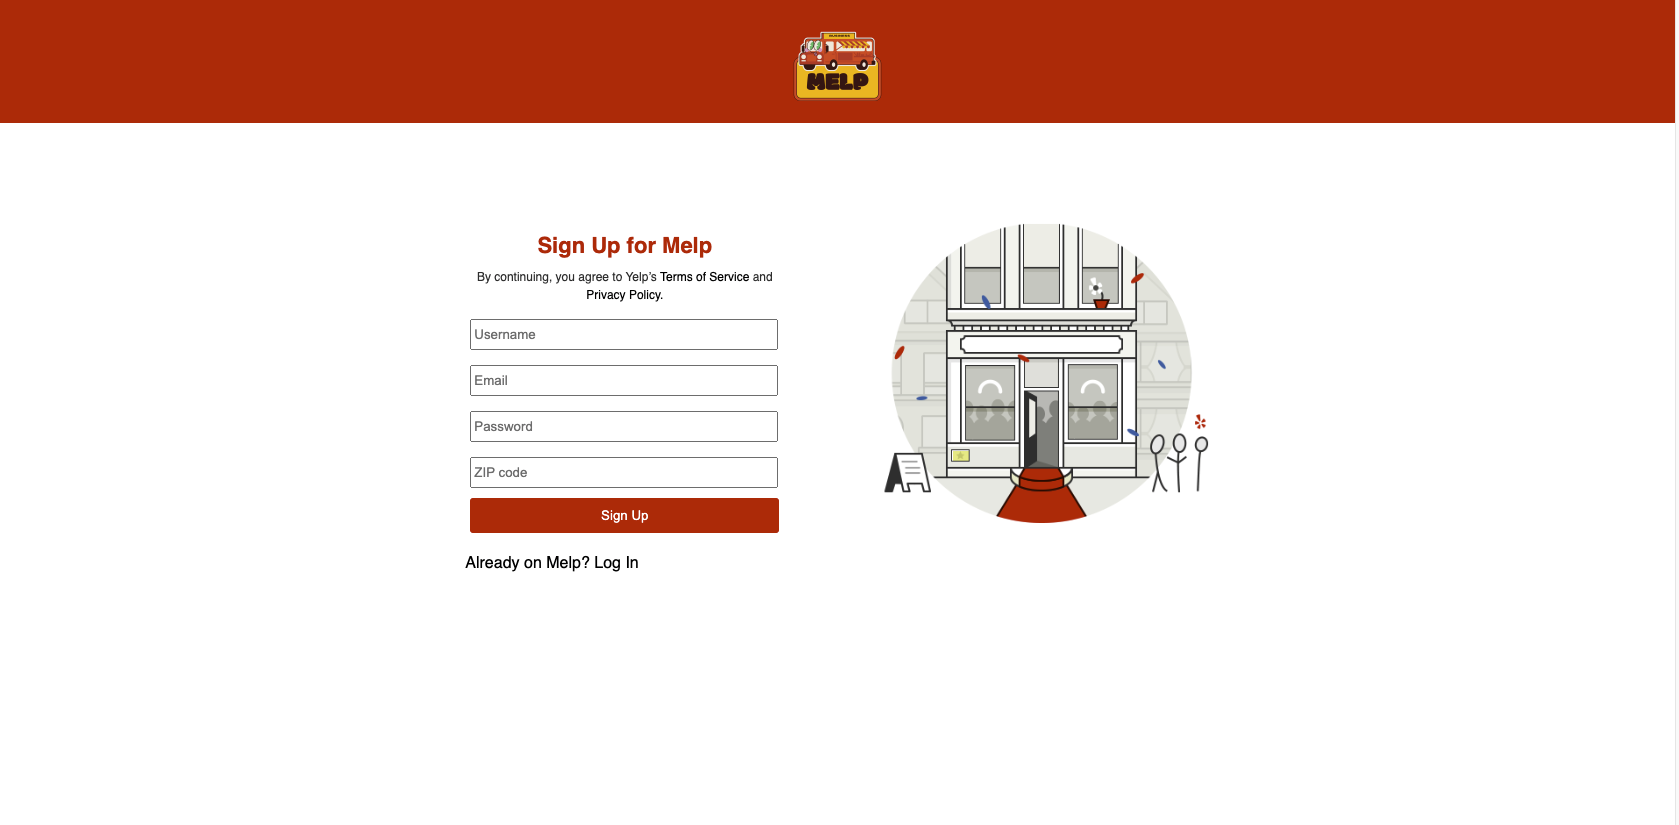 MELP
Sign Up for Melp
By continuing, you agree to Yelp’s Terms of Service and
Privacy Policy.
Username
Email
Password
ZIP code
Sign Up
Already on Melp? Log In